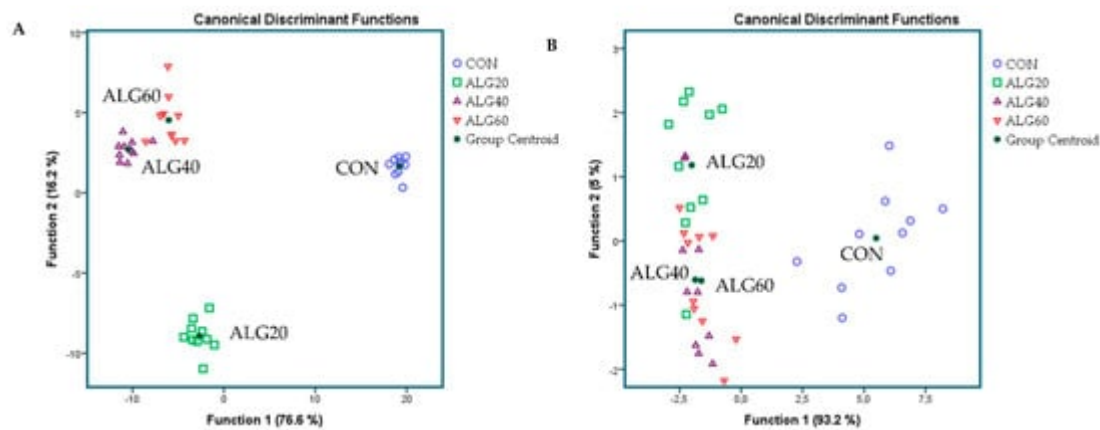 A
Canonical Discriminant Functions
10
5
0
-5
-10
-10
0
10
20
Function 2 (16.2 %)
Function 1 (76.6 %)
ALG60
ALG40
CON
ALG20
CON
ALG20
ALG40
ALG60
Group Centroid
B
Canonical Discriminant Functions
3
2
1
0
-1
-2
-2,5
0,0
2,5
5,0
7,5
Function 2 (5 %)
Function 1 (93.2 %)
ALG20
CON
ALG40
ALG60
CON
ALG20
ALG40
ALG60
Group Centroid